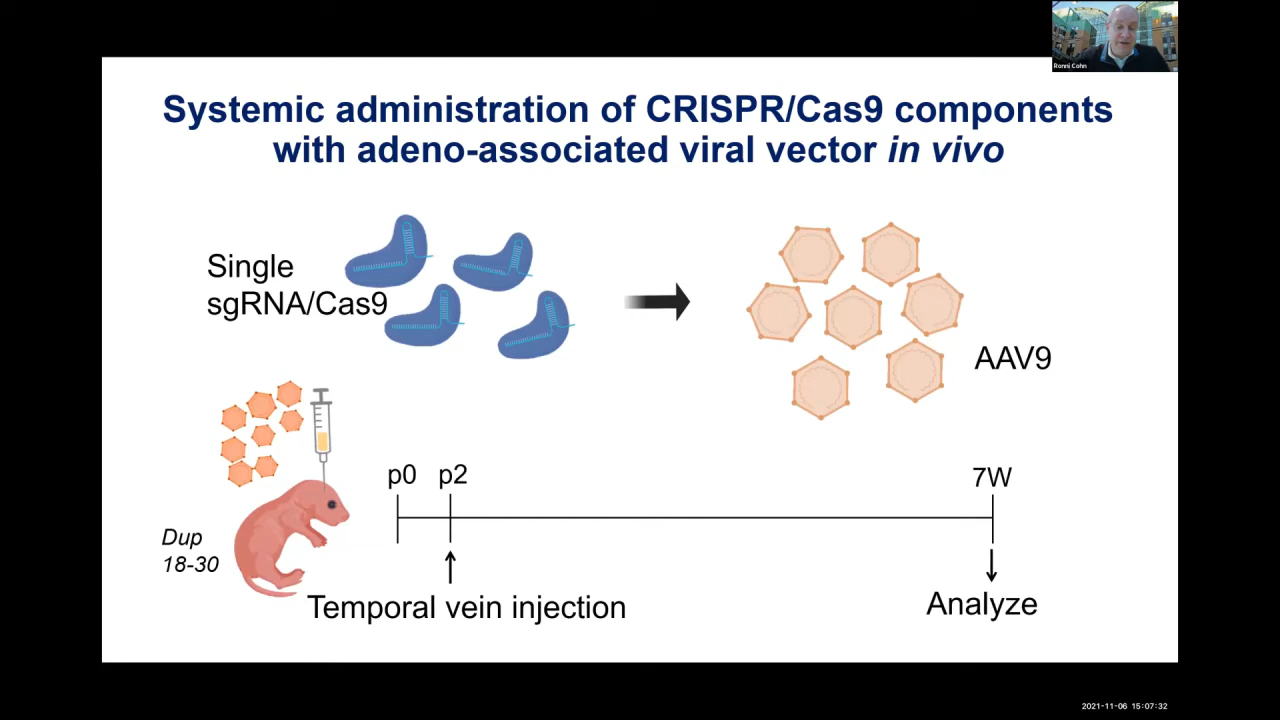 Ronni Cohn
Systemic administration of CRISPR/Cas9 components
with adeno-associated viral vector in vivo
Single
sgRNA/Cas9
AAV9
p0 p2 7W
Dup
18-30
Temporal vein injection
Analyze
2021-11-06 15:07:32